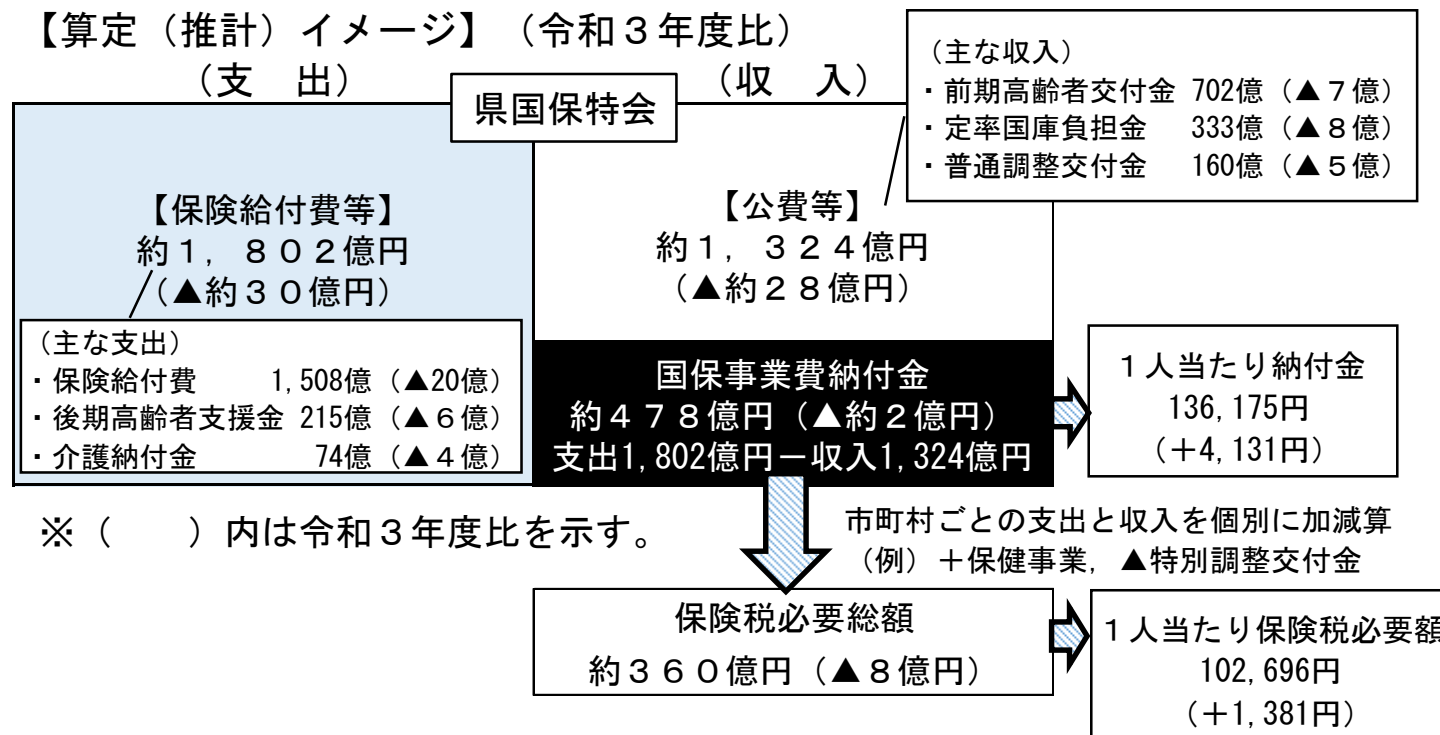 【算定（推計）イメージ】（令和３年度比）
（支　出）
（収　入）
県国保特会
（主な収入）
・前期高齢者交付金 702億（▲７億）
・定率国庫負担金 333億（▲８億）
・普通調整交付金 160億（▲５億）
【保険給付費等】
約１，８０２億円
（▲約３０億円）
（主な支出）
・保険給付費 1,508億（▲20億）
・後期高齢者支援金 215億（▲６億）
・介護納付金 74億（▲４億）
【公費等】
約１，３２４億円
（▲約２８億円）
国保事業費納付金
約４７８億円（▲約２億円）
支出1,802億円－収入1,324億円
１人当たり納付金
136,175円
（＋4,131円）
※（　　）内は令和３年度比を示す。
市町村ごとの支出と収入を個別に加減算
（例）＋保健事業，▲特別調整交付金
保険税必要総額
約３６０億円（▲８億円）
１人当たり保険税必要額
102,696円
（＋1,381円）